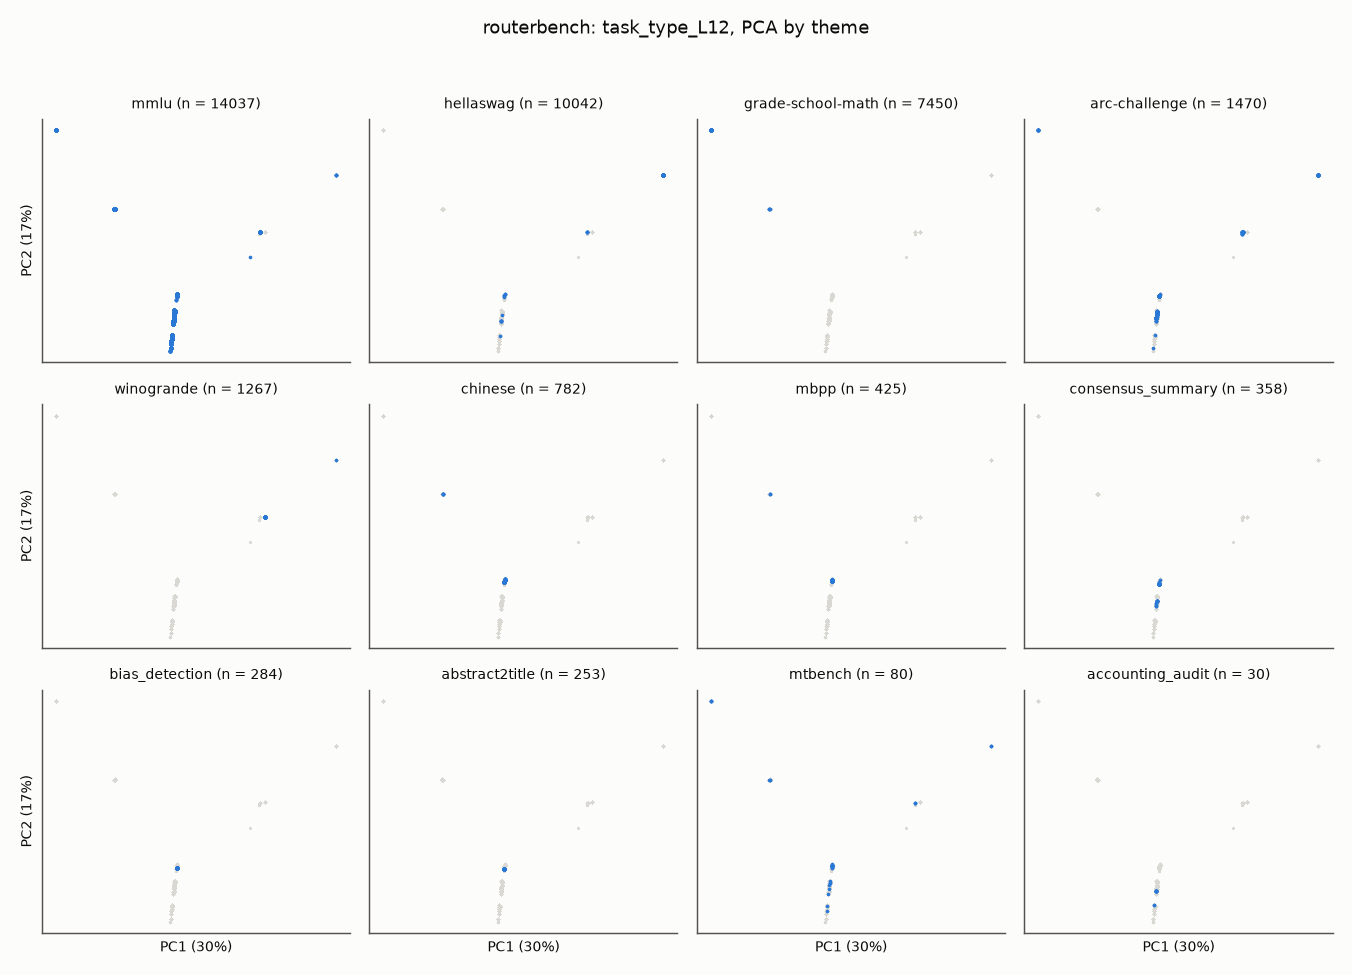 routerbench: task_type_L12, PCA by theme
mmlu (n = 14037)
hellaswag (n = 10042)
grade-school-math (n = 7450)
arc-challenge (n = 1470)
PC2 (17%)
winogrande (n = 1267)
chinese (n = 782)
mbpp (n = 425)
consensus_summary (n = 358)
PC2 (17%)
bias_detection (n = 284)
abstract2title (n = 253)
mtbench (n = 80)
accounting_audit (n = 30)
PC2 (17%)
PC1 (30%)
PC1 (30%)
PC1 (30%)
PC1 (30%)